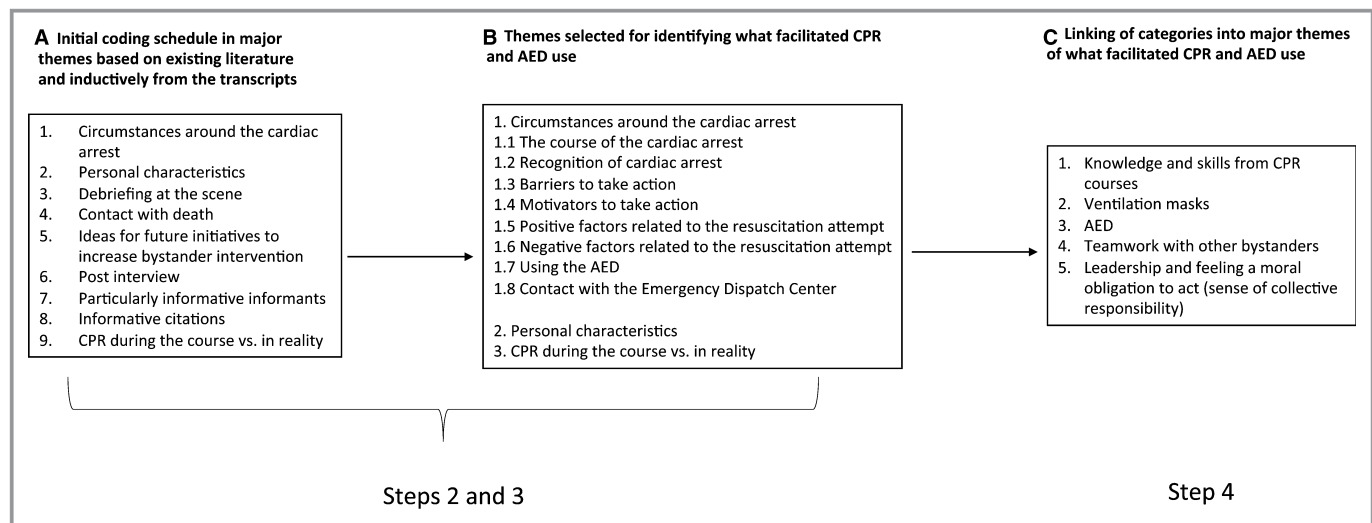 A Initial coding schedule in major
themes based on existing literature
and inductively from the transcripts
1. Circumstances around the cardiac
arrest
2. Personal characteristics
3. Debriefing at the scene
4. Contact with death
5. Ideas for future initiatives to
increase bystander intervention
6. Post interview
7. Particularly informative informants
8. Informative citations
9. CPR during the course vs. in reality
B Themes selected for identifying what facilitated CPR
and AED use
1. Circumstances around the cardiac arrest
1.1 The course of the cardiac arrest
1.2 Recognition of cardiac arrest
1.3 Barriers to take action
1.4 Motivators to take action
1.5 Positive factors related to the resuscitation attempt
1.6 Negative factors related to the resuscitation attempt
1.7 Using the AED
1.8 Contact with the Emergency Dispatch Center
2. Personal characteristics
3. CPR during the course vs. in reality
C Linking of categories into major themes
of what facilitated CPR and AED use
1. Knowledge and skills from CPR
courses
2. Ventilation masks
3. AED
4. Teamwork with other bystanders
5. Leadership and feeling a moral
obligation to act (sense of collective
responsibility)
Steps 2 and 3
Step 4